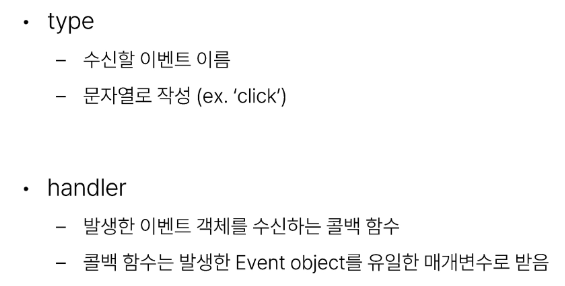 • type
– 수신할 이벤트 이름
– 문자열로 작성 (ex. ‘click’)
• handler
– 발생한 이벤트 객체를 수신하는 콜백 함수
– 콜백 함수는 발생한 Event object를 유일한 매개변수로 받음